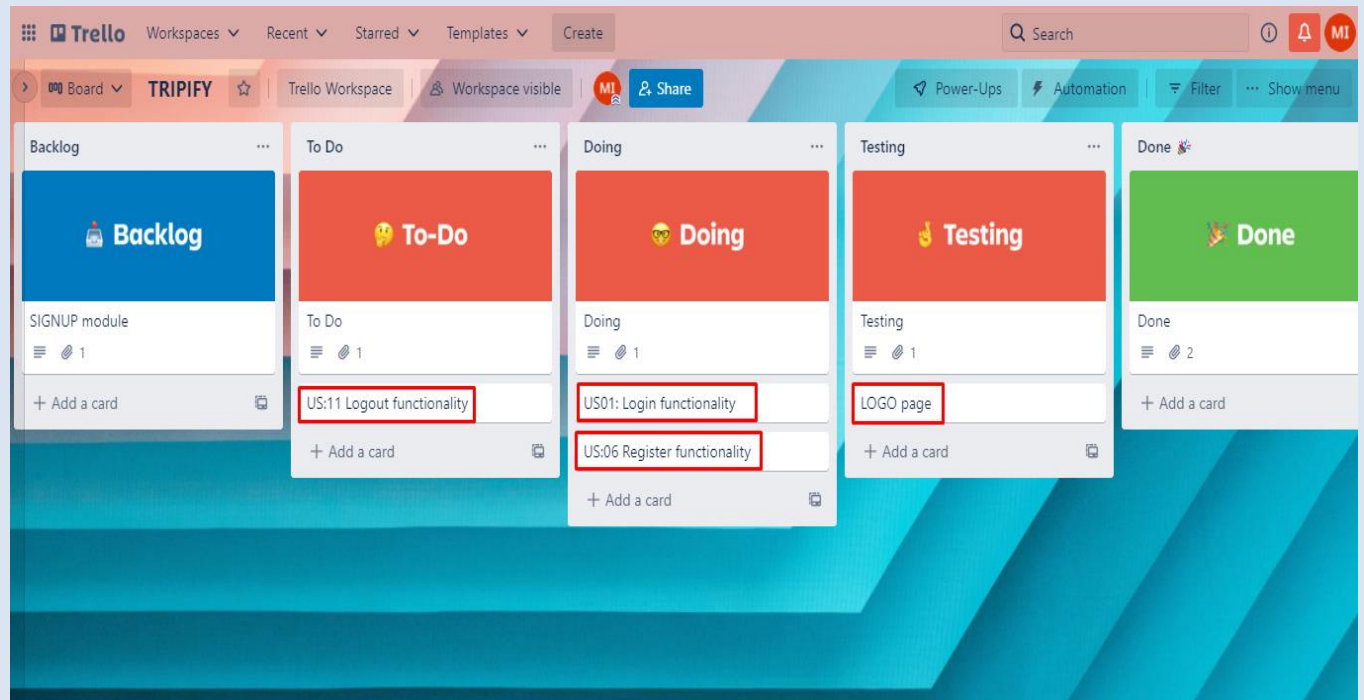 Trello Workspaces Recent Starred Templates Create Search MI
Board TRIPIFY Trello Workspace Workspace visible MI Share Power-Ups Automation Filter ... Show menu
Backlog ...
Backlog
SIGNUP module
1
+ Add a card
To Do ...
To-Do
To Do
1
US:11 Logout functionality
+ Add a card
Doing ...
Doing
Doing
1
US01: Login functionality
US:06 Register functionality
+ Add a card
Testing ...
Testing
Testing
1
LOGO page
+ Add a card
Done 🎉
Done
Done
2
+ Add a card